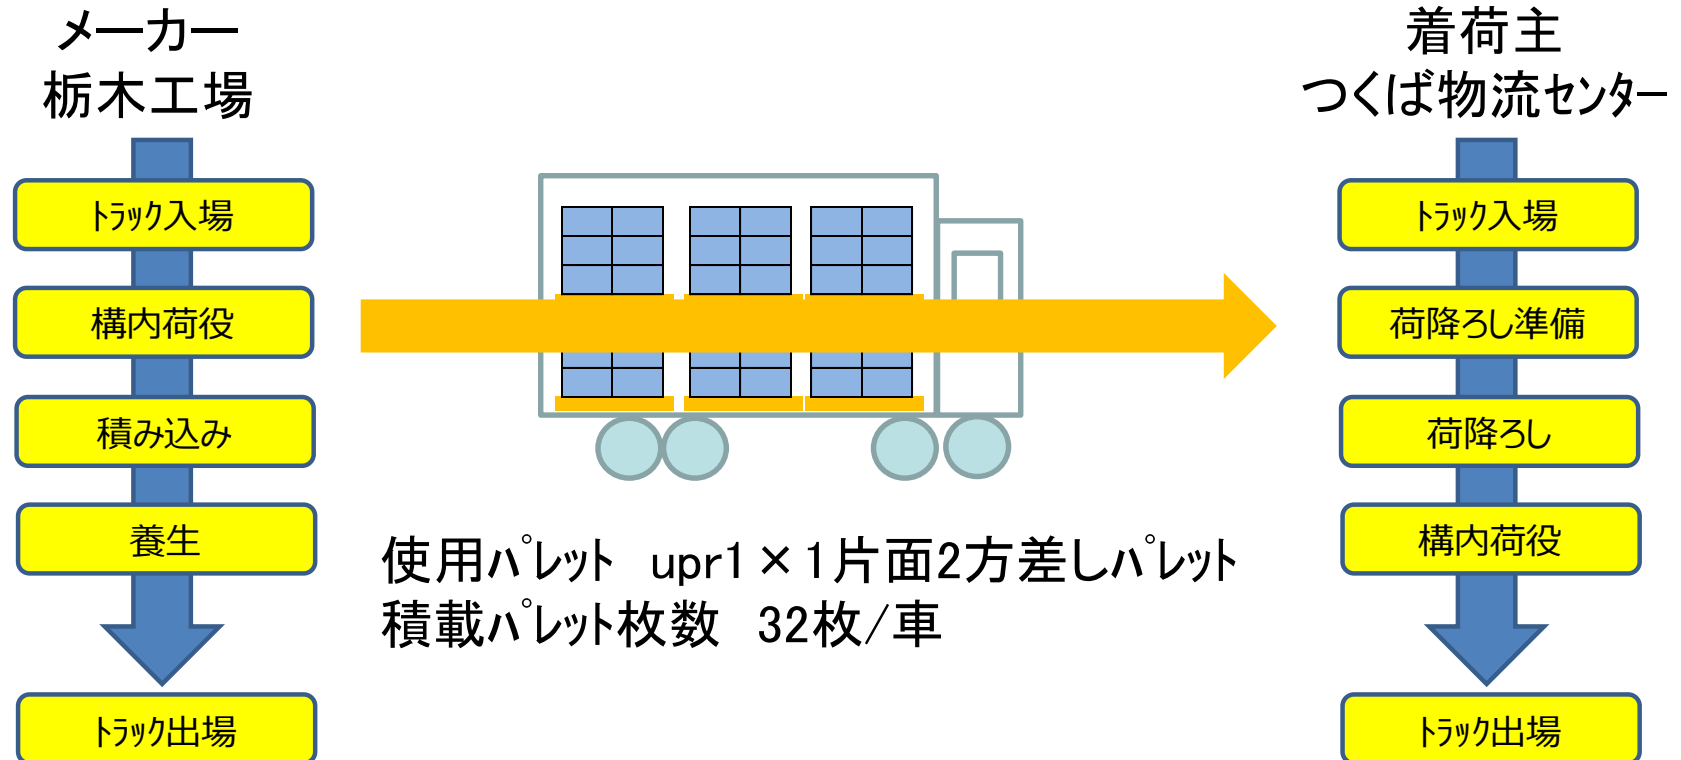 メーカー
栃木工場
トラック入場
構内荷役
積み込み
養生
トラック出場
使用パレット　upr1×1片面2方差しパレット
積載パレット枚数　32枚/車
着荷主
つくば物流センター
トラック入場
荷降ろし準備
荷降ろし
構内荷役
トラック出場